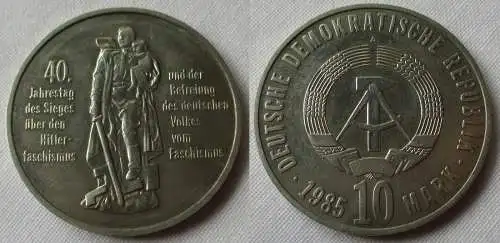 40.
Jahrestag
des Sieges
über den
Hitler-
faschismus
und der
Befreiung
des deutschen
Volkes
vom
Faschismus
DEUTSCHE DEMOKRATISCHE REPUBLIK
· 1985 10 MARK ·
A